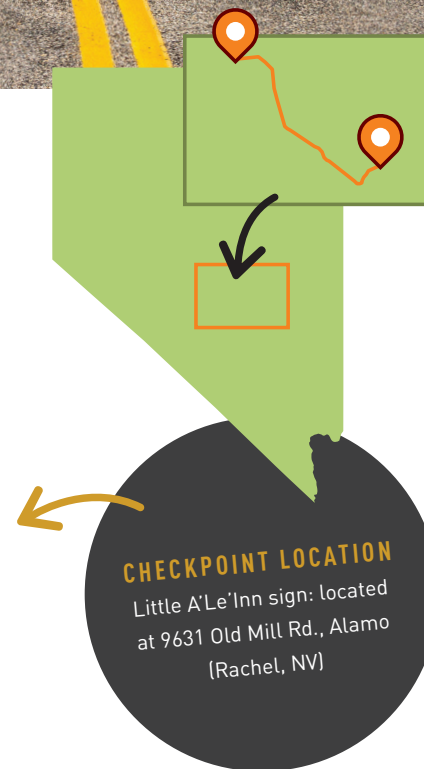 CHECKPOINT LOCATION
Little A'Le'Inn sign: located
at 9631 Old Mill Rd., Alamo
(Rachel, NV)